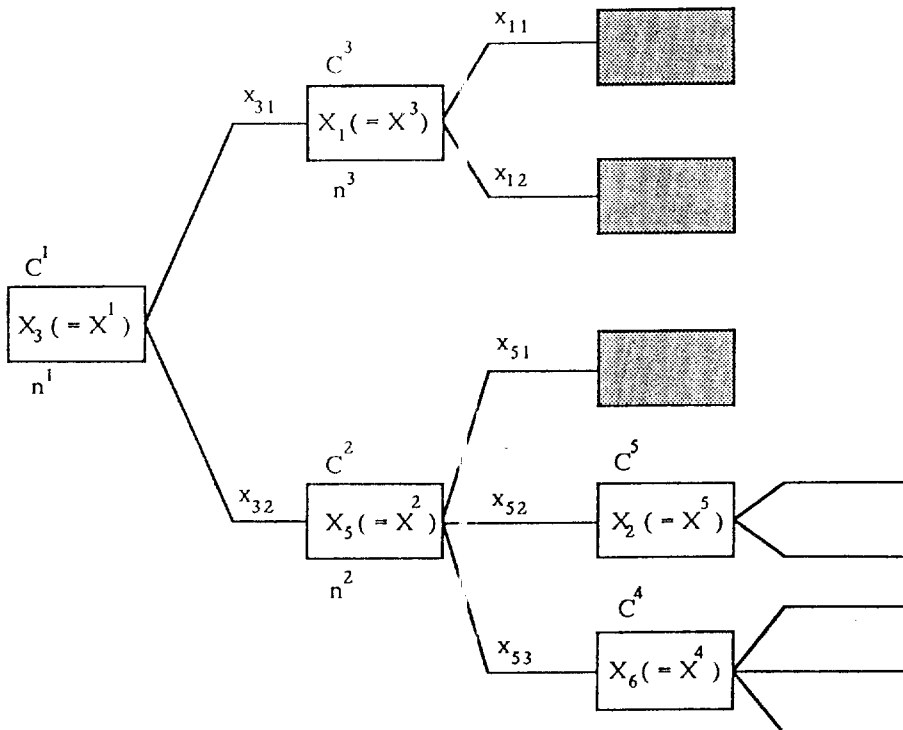 x₁₁
C³
x₃₁
X₁ (= X³)
n³
x₁₂
C¹
X₃ (= X¹)
n¹
x₅₁
C²
C⁵
x₃₂
X₅ (= X²)
x₅₂
X₂ (= X⁵)
n²
C⁴
x₅₃
X₆ (= X⁴)